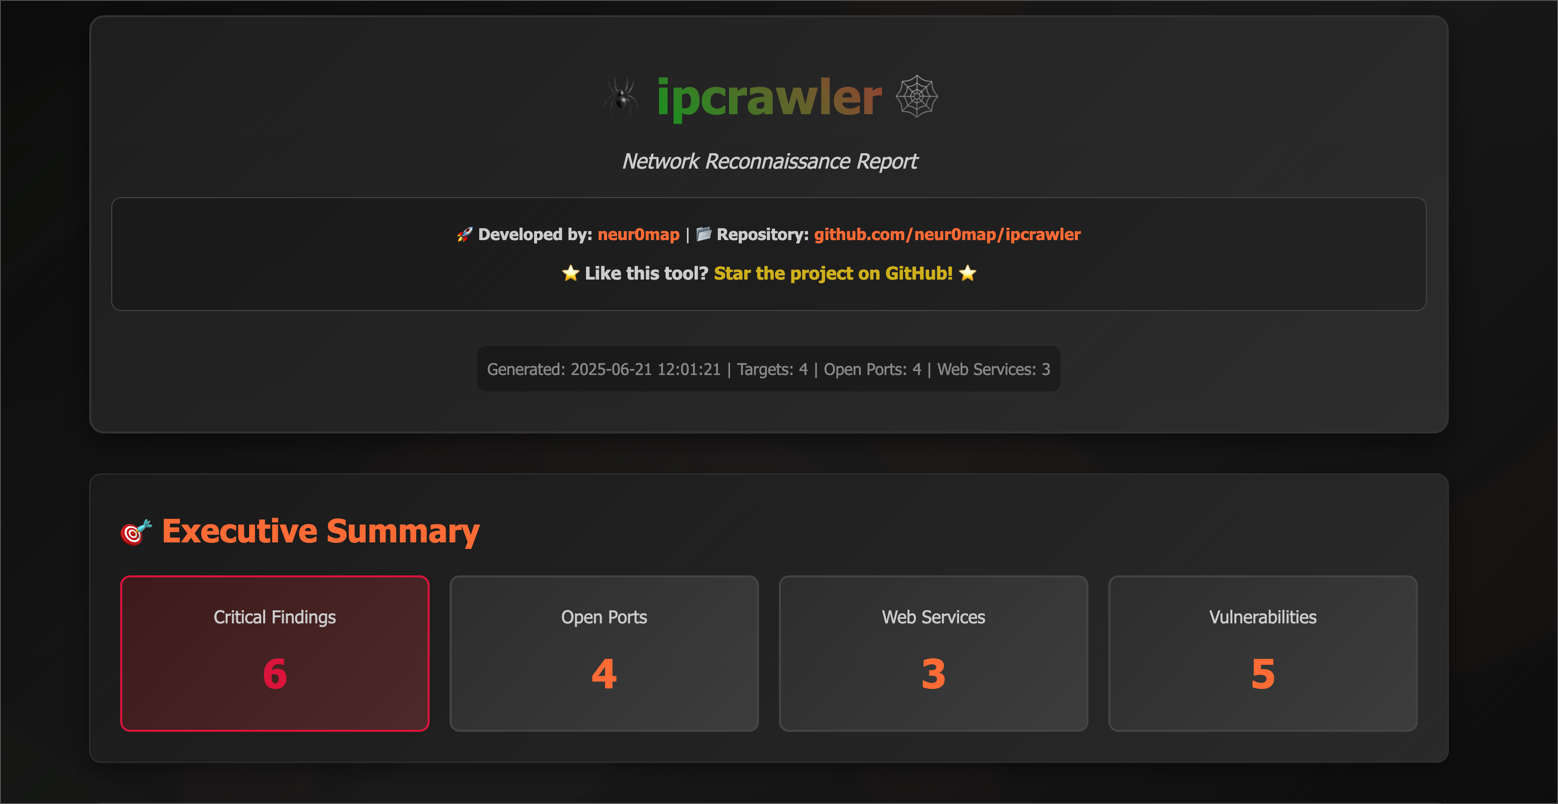 ipcrawler
Network Reconnaissance Report
Developed by: neur0map | Repository: github.com/neur0map/ipcrawler
Like this tool? Star the project on GitHub!
Generated: 2025-06-21 12:01:21 | Targets: 4 | Open Ports: 4 | Web Services: 3
Executive Summary
Critical Findings
6
Open Ports
4
Web Services
3
Vulnerabilities
5